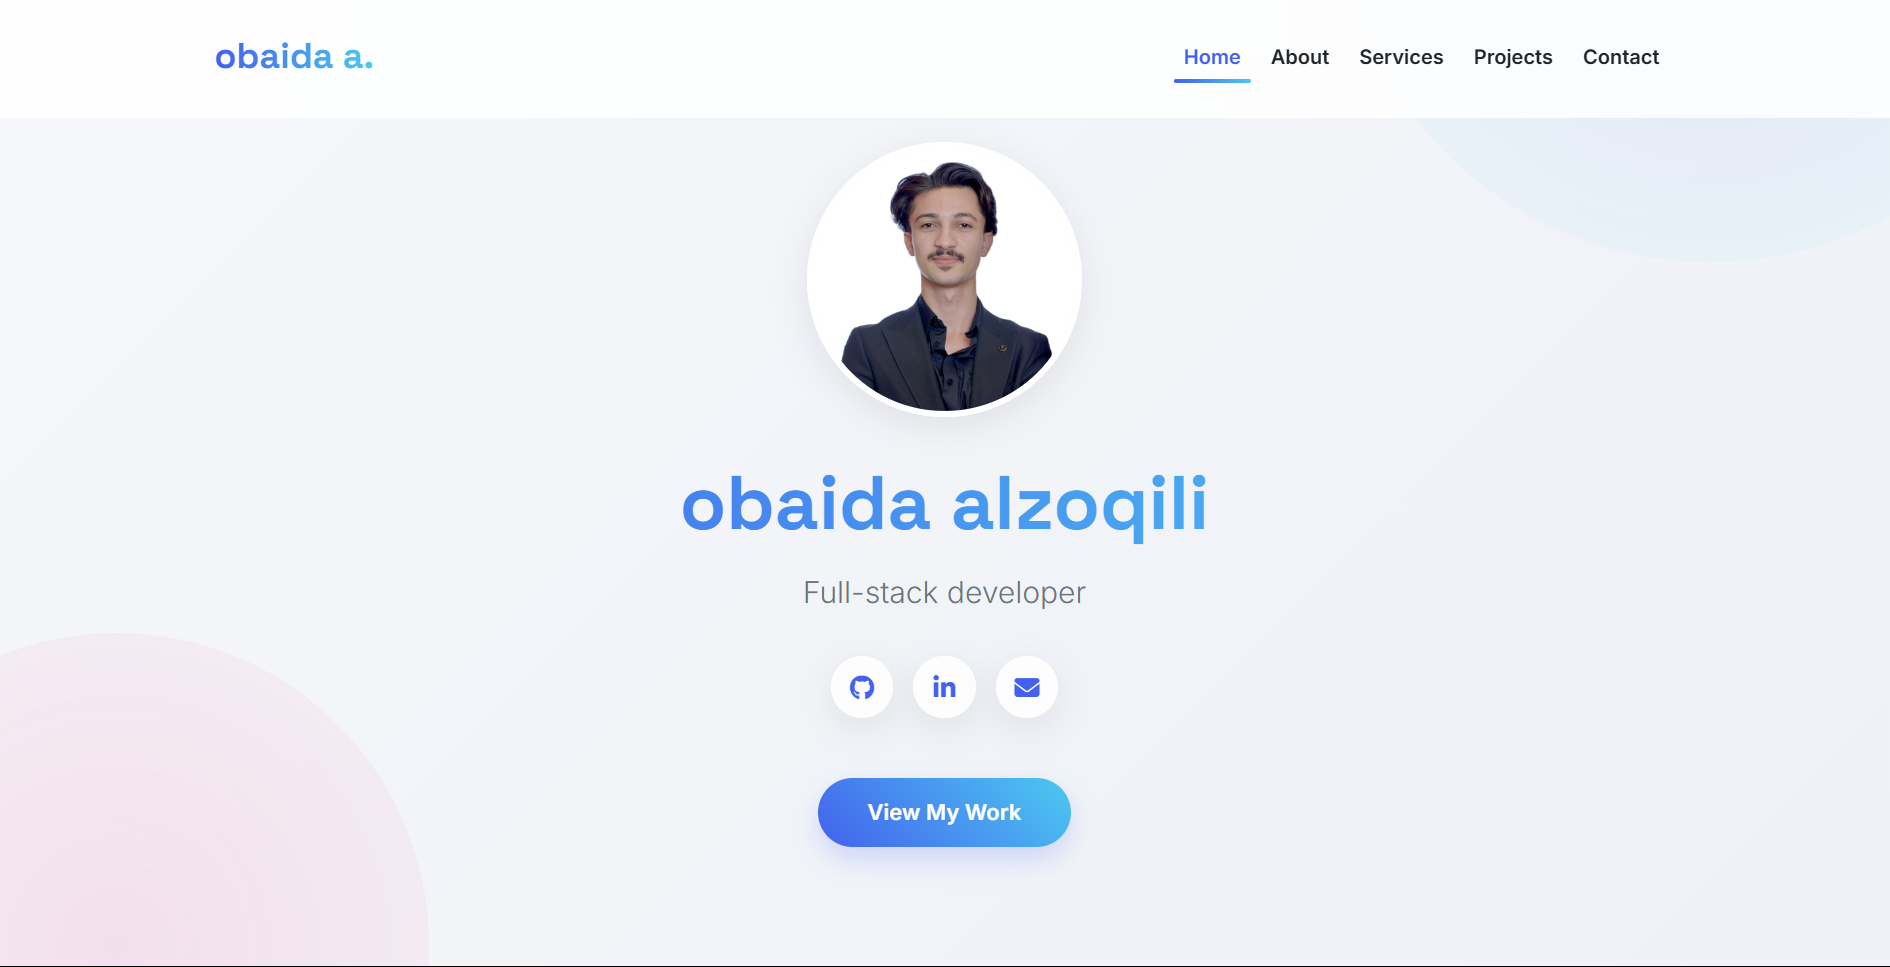 obaida a.
Home About Services Projects Contact
obaida alzoqili
Full-stack developer
in
View My Work